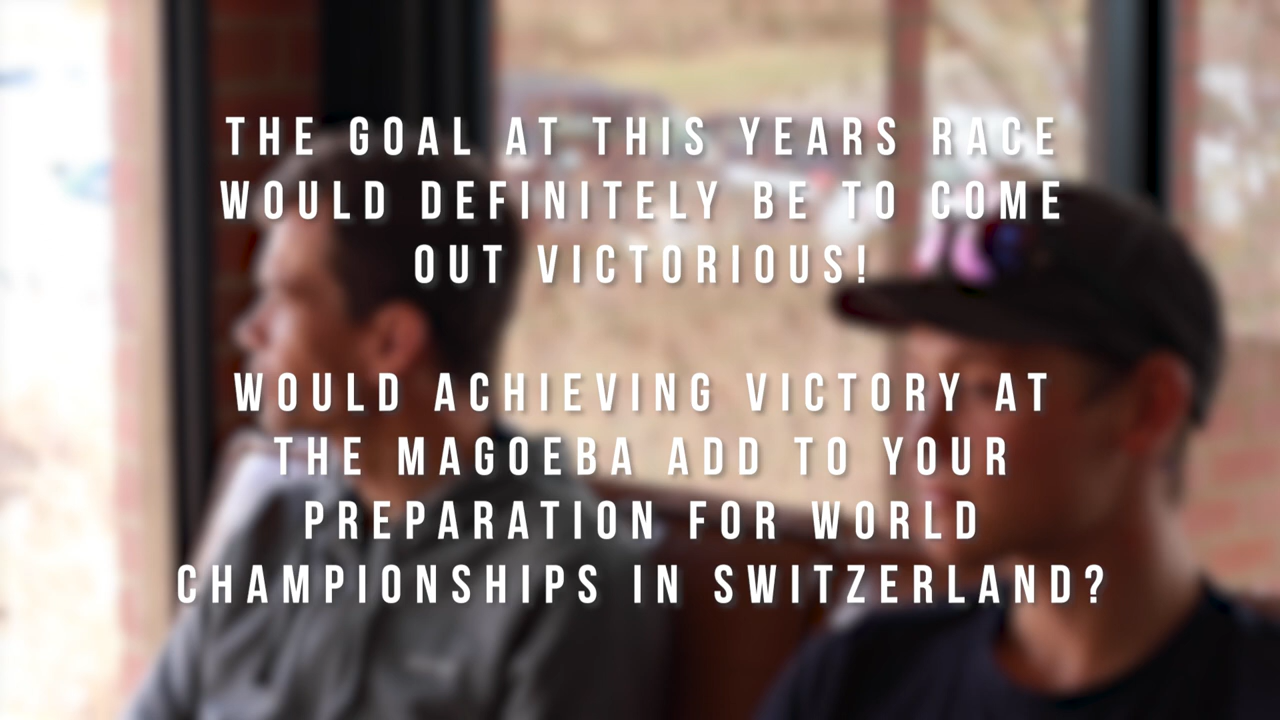 THE GOAL AT THIS YEARS RACE
WOULD DEFINITELY BE TO COME
OUT VICTORIOUS!
WOULD ACHIEVING VICTORY AT
THE MAGOEBA ADD TO YOUR
PREPARATION FOR WORLD
CHAMPIONSHIPS IN SWITZERLAND?